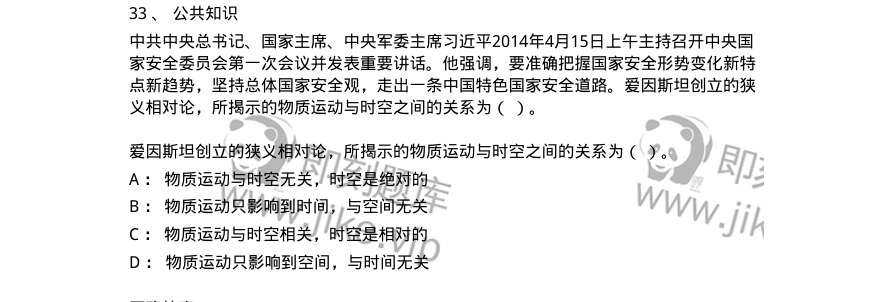 33 、 公共知识
中共中央总书记、国家主席、中央军委主席习近平2014年4月15日上午主持召开中央国
家安全委员会第一次会议并发表重要讲话。他强调，要准确把握国家安全形势变化新特
点新趋势，坚持总体国家安全观，走出一条中国特色国家安全道路。爱因斯坦创立的狭
义相对论，所揭示的物质运动与时空之间的关系为（ ）。
爱因斯坦创立的狭义相对论，所揭示的物质运动与时空之间的关系为（ ）。
A： 物质运动与时空无关，时空是绝对的
B： 物质运动只影响到时间，与空间无关
C： 物质运动与时空相关，时空是相对的
D： 物质运动只影响到空间，与时间无关
即刻题库
www.jike.vip
即刻
www.jik